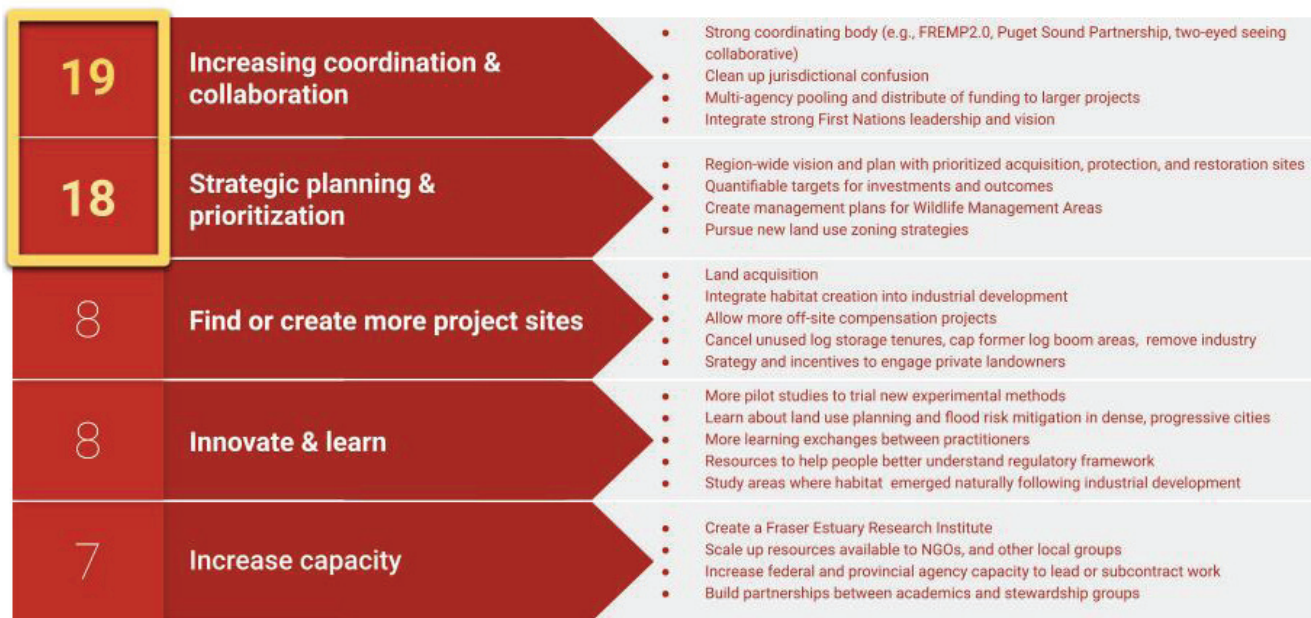 19
Increasing coordination &
collaboration
• Strong coordinating body (e.g., FREMP2.0, Puget Sound Partnership, two-eyed seeing
collaborative)
• Clean up jurisdictional confusion
• Multi-agency pooling and distribute of funding to larger projects
• Integrate strong First Nations leadership and vision
18
Strategic planning &
prioritization
• Region-wide vision and plan with prioritized acquisition, protection, and restoration sites
• Quantifiable targets for investments and outcomes
• Create management plans for Wildlife Management Areas
• Pursue new land use zoning strategies
8
Find or create more project sites
• Land acquisition
• Integrate habitat creation into industrial development
• Allow more off-site compensation projects
• Cancel unused log storage tenures, cap former log boom areas, remove industry
• Srategy and incentives to engage private landowners
8
Innovate & learn
• More pilot studies to trial new experimental methods
• Learn about land use planning and flood risk mitigation in dense, progressive cities
• More learning exchanges between practitioners
• Resources to help people better understand regulatory framework
• Study areas where habitat emerged naturally following industrial development
7
Increase capacity
• Create a Fraser Estuary Research Institute
• Scale up resources available to NGOs, and other local groups
• Increase federal and provincial agency capacity to lead or subcontract work
• Build partnerships between academics and stewardship groups